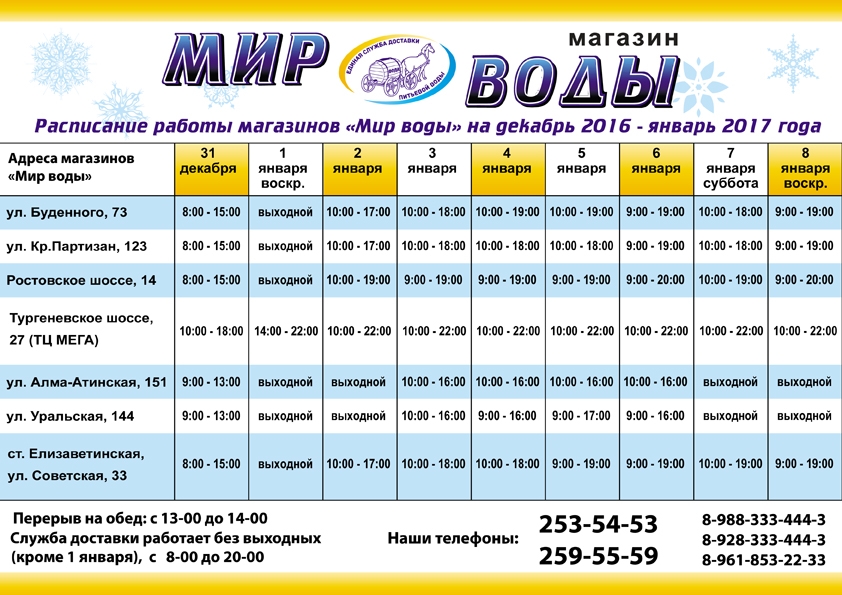 МИР
ЕДИНАЯ СЛУЖБА ДОСТАВКИ
ПИТЬЕВОЙ ВОДЫ
магазин
ВОДЫ
Расписание работы магазинов «Мир воды» на декабрь 2016 - январь 2017 года
Адреса магазинов «Мир воды» 31 декабря 1 января воскр. 2 января 3 января 4 января 5 января 6 января 7 января суббота 8 января воскр.
ул. Буденного, 73 8:00 - 15:00 выходной 10:00 - 17:00 10:00 - 18:00 10:00 - 19:00 10:00 - 19:00 9:00 - 19:00 10:00 - 18:00 9:00 - 19:00
ул. Кр.Партизан, 123 8:00 - 15:00 выходной 10:00 - 17:00 10:00 - 18:00 10:00 - 18:00 10:00 - 18:00 9:00 - 19:00 10:00 - 18:00 9:00 - 19:00
Ростовское шоссе, 14 8:00 - 15:00 выходной 10:00 - 19:00 9:00 - 19:00 9:00 - 19:00 9:00 - 19:00 9:00 - 20:00 10:00 - 19:00 9:00 - 20:00
Тургеневское шоссе, 27 (ТЦ МЕГА) 10:00 - 18:00 14:00 - 22:00 10:00 - 22:00 10:00 - 22:00 10:00 - 22:00 10:00 - 22:00 10:00 - 22:00 10:00 - 22:00 10:00 - 22:00
ул. Алма-Атинская, 151 9:00 - 13:00 выходной выходной 10:00 - 16:00 10:00 - 16:00 10:00 - 16:00 10:00 - 16:00 выходной выходной
ул. Уральская, 144 9:00 - 13:00 выходной выходной 10:00 - 16:00 9:00 - 16:00 9:00 - 17:00 9:00 - 16:00 выходной выходной
ст. Елизаветинская, ул. Советская, 33 8:00 - 15:00 выходной 10:00 - 17:00 10:00 - 18:00 10:00 - 18:00 9:00 - 19:00 9:00 - 19:00 10:00 - 19:00 9:00 - 19:00
Перерыв на обед: с 13-00 до 14-00
Служба доставки работает без выходных
(кроме 1 января), с 8-00 до 20-00
Наши телефоны:
253-54-53
259-55-59
8-988-333-444-3
8-928-333-444-3
8-961-853-22-33